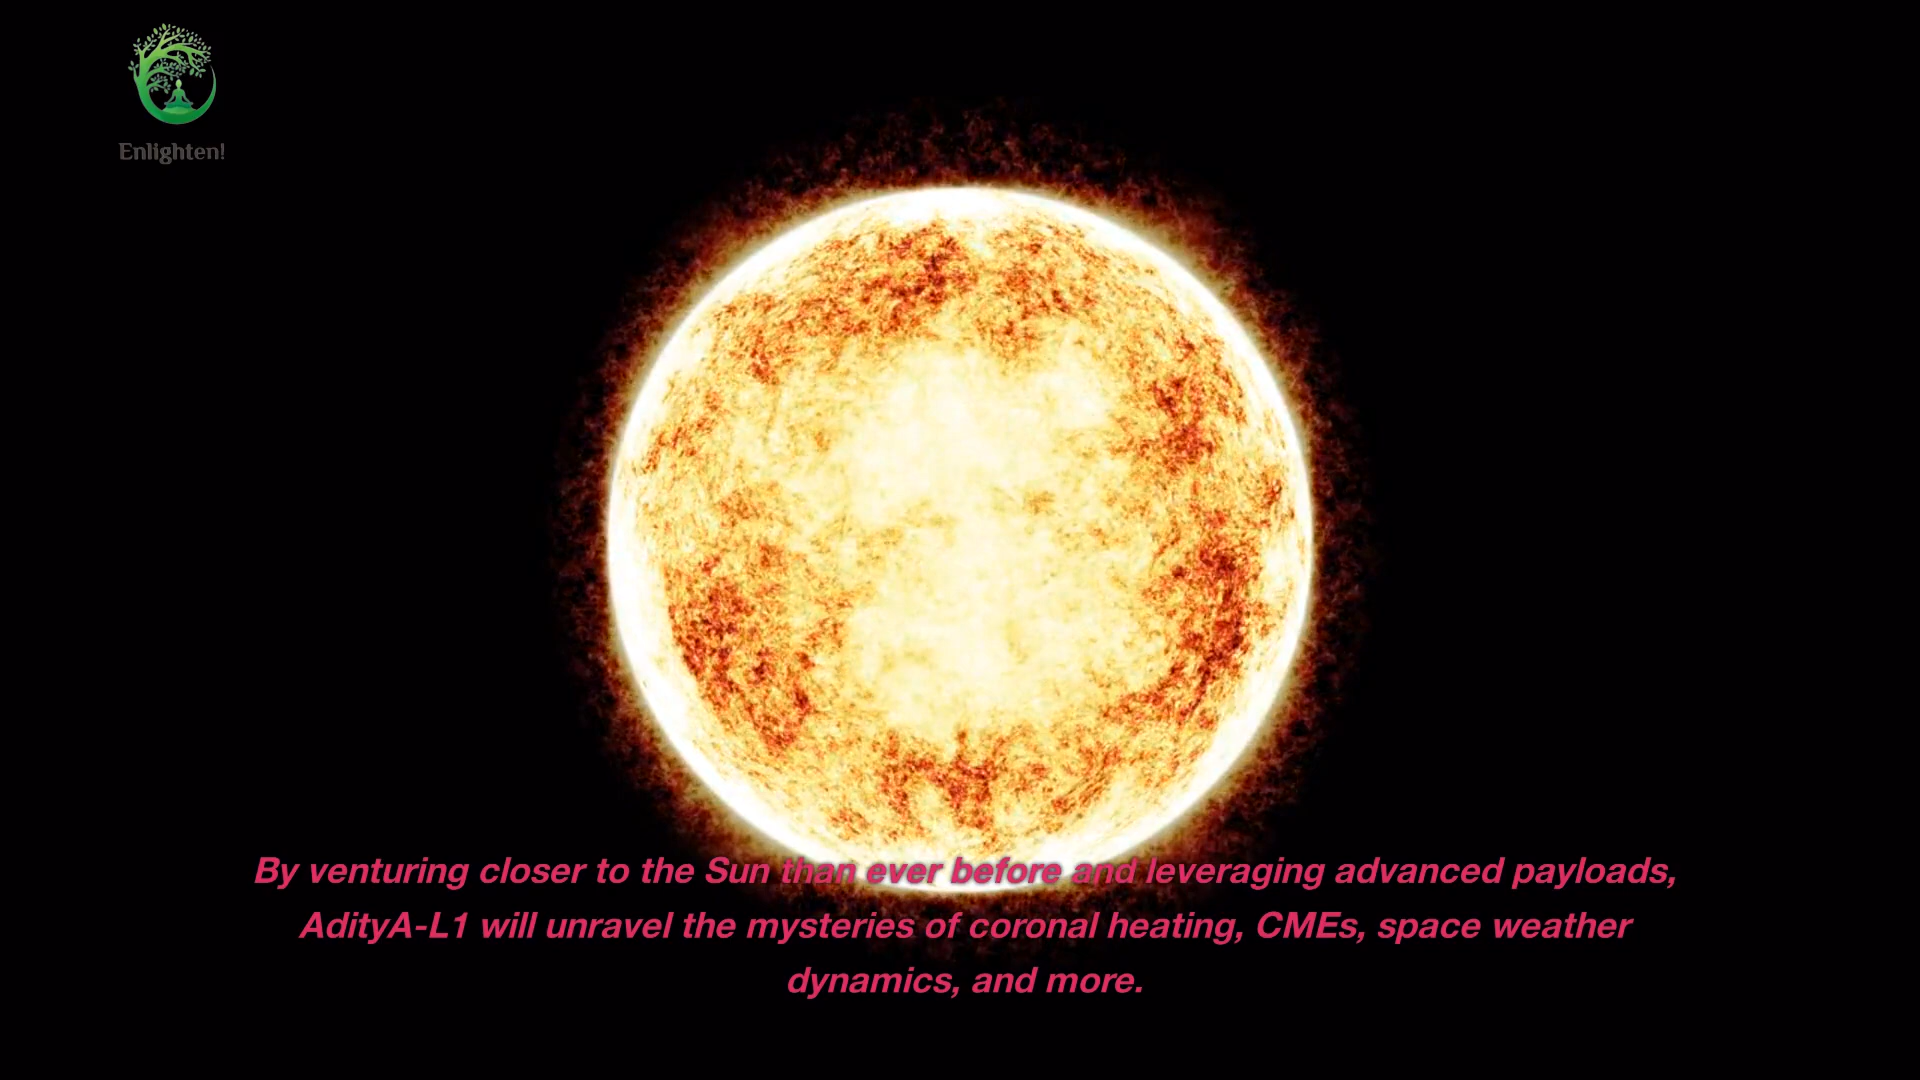 Enlighten!
By venturing closer to the Sun than ever before and leveraging advanced payloads,
AdityA-L1 will unravel the mysteries of coronal heating, CMEs, space weather
dynamics, and more.